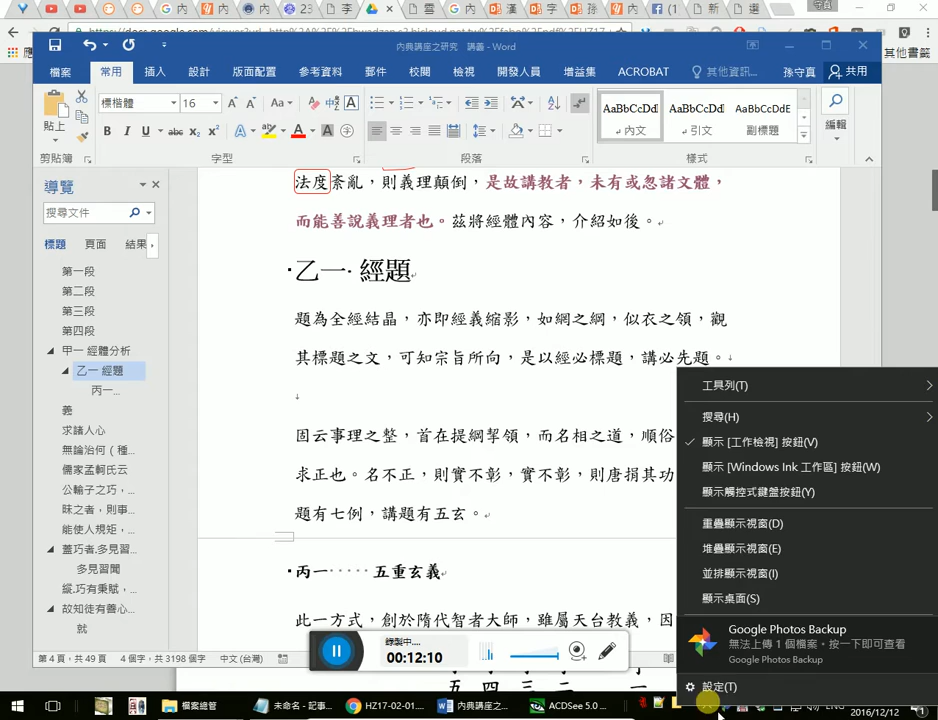 內典講座之研究 講義 - Word
檔案 常用 插入 設計 版面配置 參考資料 郵件 校閱 檢視 開發人員 增益集 ACROBAT 其他資訊... 孫守真 共用
其他書籤
貼上
標楷體 16
AaBbCcDd AaBbCcDd AaBbCcDdE
內文 引文 副標題
編輯
剪貼簿 字型 段落 樣式
導覽
搜尋文件
標題 頁面 結果
第一段
第二段
第三段
第四段
甲一 經體分析
乙一 經題
丙一...
義
求諸人心
無論治何（種...
儒家孟軻氏云
公輸子之巧，...
昧之者，則事...
能使人規矩，...
蓋巧者.多見習...
多見習聞
縱.巧有秉賦，...
故知徒有善心...
就
法度紊亂，則義理顛倒，是故講教者，未有或忽諸文體，
而能善說義理者也。茲將經體內容，介紹如後。
乙一 經題
題為全經結晶，亦即經義縮影，如網之綱，似衣之領，觀
其標題之文，可知宗旨所向，是以經必標題，講必先題。
固云事理之整，首在提綱挈領，而名相之道，順俗
求正也。名不正，則實不彰，實不彰，則唐捐其功
題有七例，講題有五玄。
丙一 五重玄義
此一方式，創於隋代智者大師，雖屬天台教義，因
五 四 三 二 一
工具列(T)
搜尋(H)
顯示 [工作檢視] 按鈕(V)
顯示 [Windows Ink 工作區] 按鈕(W)
顯示觸控式鍵盤按鈕(Y)
重疊顯示視窗(D)
堆疊顯示視窗(E)
並排顯示視窗(I)
顯示桌面(S)
Google Photos Backup
無法上傳 1 個檔案。按一下即可查看
Google Photos Backup
設定(T)
錄製中....
00:12:10
第 4 頁，共 49 頁 4 個字，共 3198 個字 中文 (台灣)
檔案總管 未命名 - 記事... HZ17-02-01.... 內典講座之... ACDSee 5.0 ...
2016/12/12